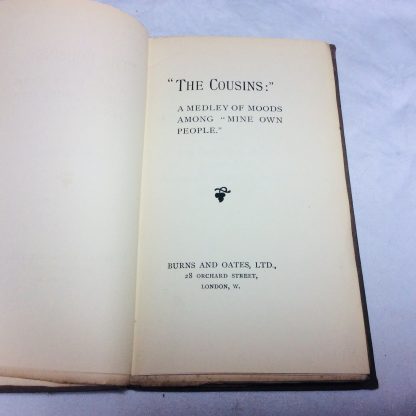 "THE COUSINS:"
A MEDLEY OF MOODS
AMONG "MINE OWN
PEOPLE."
BURNS AND OATES, LTD.,
28 ORCHARD STREET,
LONDON, W.